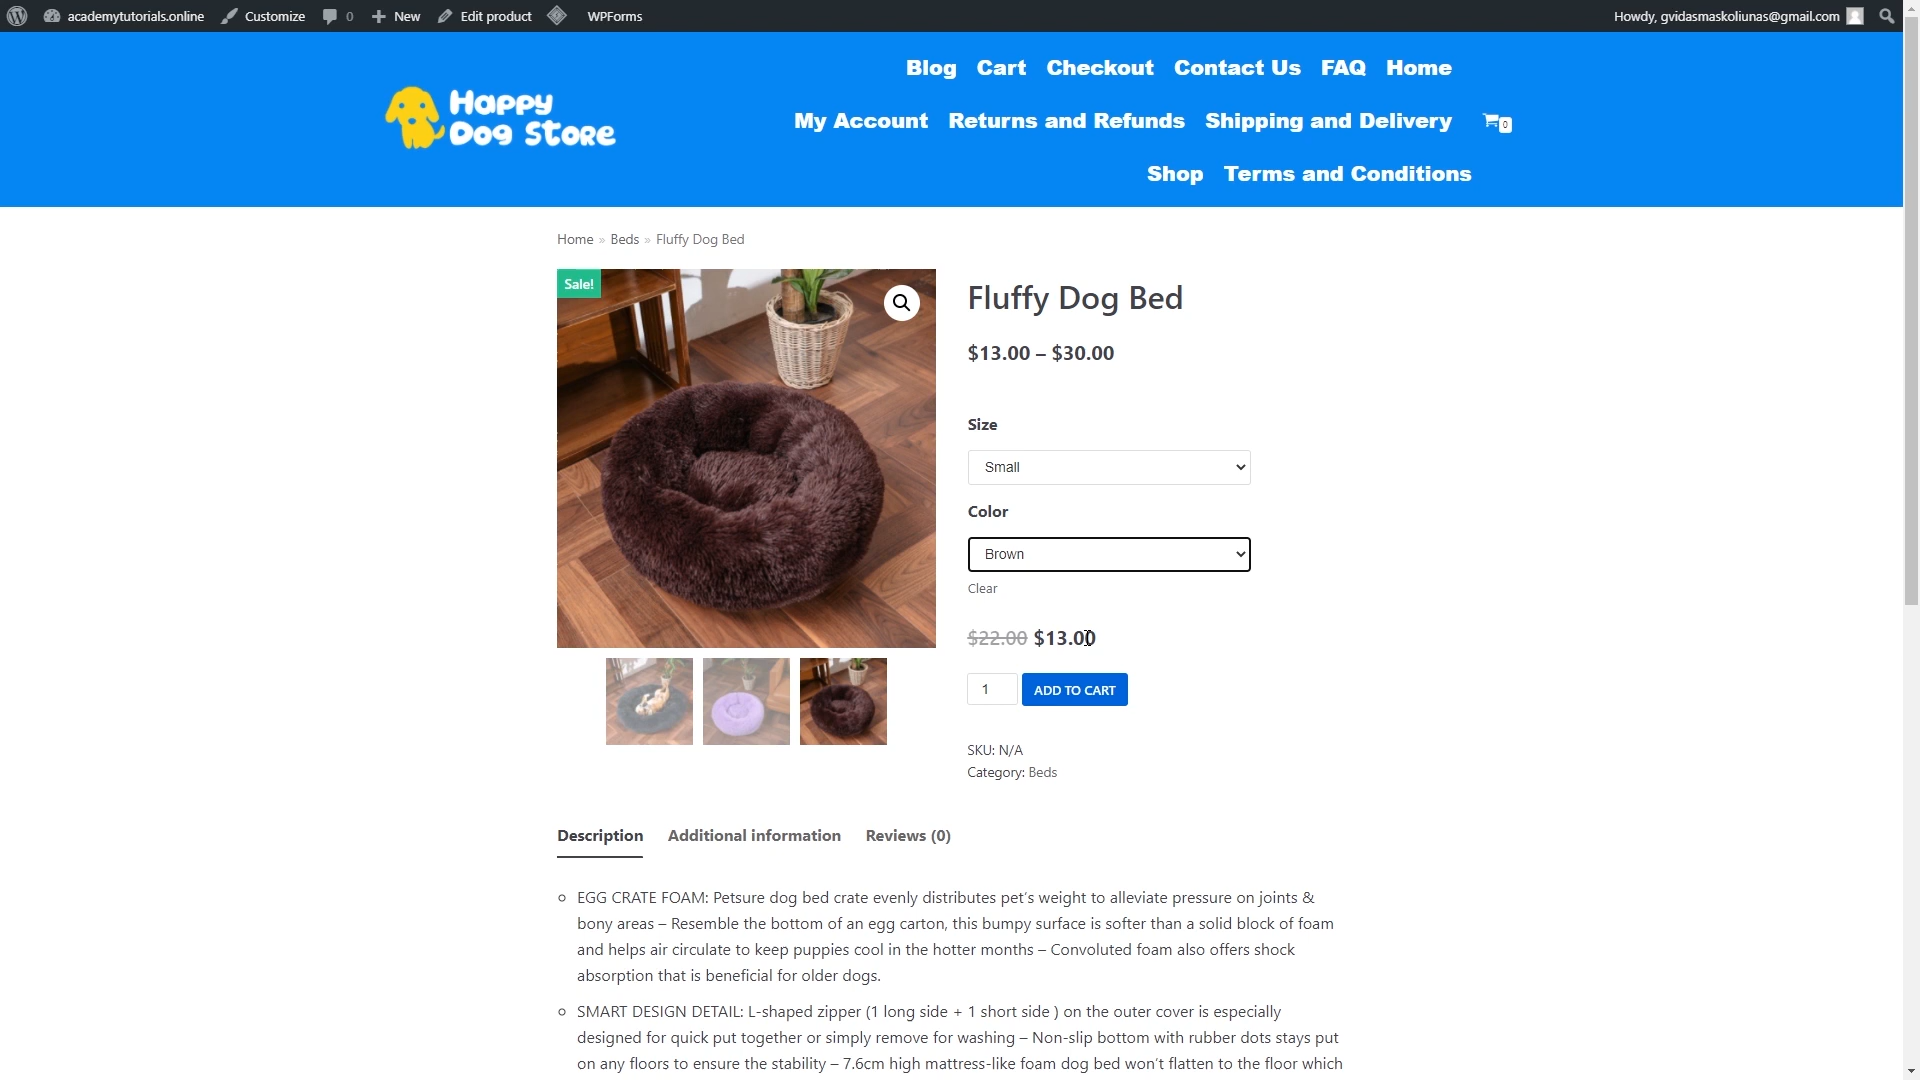 academytutorials.online Customize 0 New Edit product WPForms Howdy, gvidasmaskoliunas@gmail.com
Happy
Dog Store
Blog Cart Checkout Contact Us FAQ Home
My Account Returns and Refunds Shipping and Delivery 0
Shop Terms and Conditions
Home » Beds » Fluffy Dog Bed
Sale!
Fluffy Dog Bed
$13.00 – $30.00
Size
Small
Color
Brown
Clear
$22.00 $13.00
1 ADD TO CART
SKU: N/A
Category: Beds
Description Additional information Reviews (0)
EGG CRATE FOAM: Petsure dog bed crate evenly distributes pet’s weight to alleviate pressure on joints &
bony areas – Resemble the bottom of an egg carton, this bumpy surface is softer than a solid block of foam
and helps air circulate to keep puppies cool in the hotter months – Convoluted foam also offers shock
absorption that is beneficial for older dogs.
SMART DESIGN DETAIL: L-shaped zipper (1 long side + 1 short side ) on the outer cover is especially
designed for quick put together or simply remove for washing – Non-slip bottom with rubber dots stays put
on any floors to ensure the stability – 7.6cm high mattress-like foam dog bed won’t flatten to the floor which